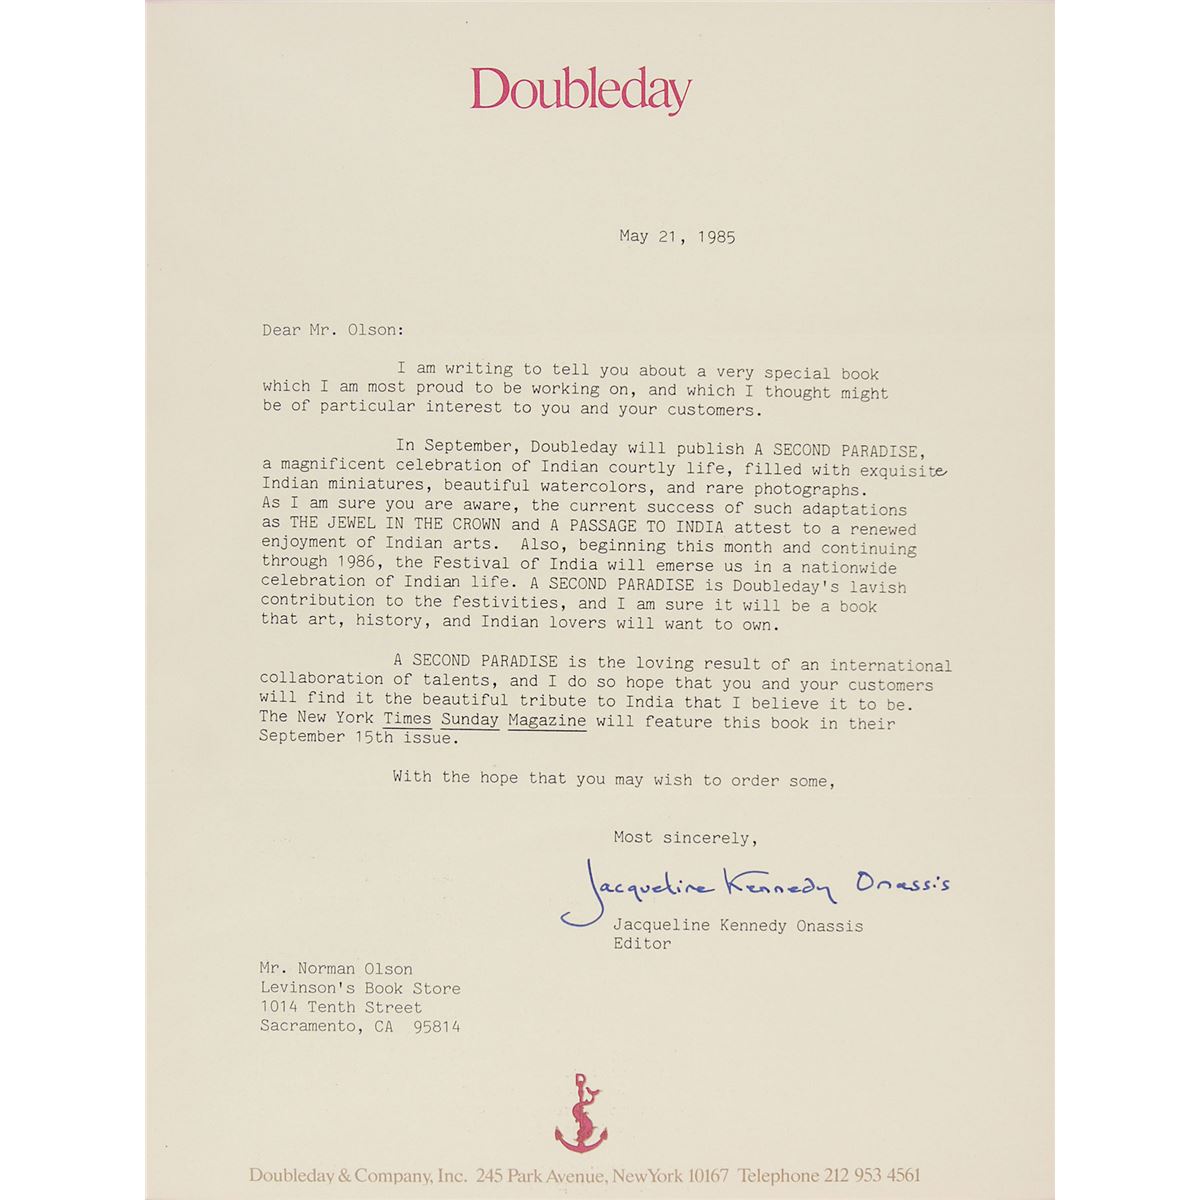 Doubleday
May 21, 1985
Dear Mr. Olson:
I am writing to tell you about a very special book
which I am most proud to be working on, and which I thought might
be of particular interest to you and your customers.
In September, Doubleday will publish A SECOND PARADISE,
a magnificent celebration of Indian courtly life, filled with exquisite
Indian miniatures, beautiful watercolors, and rare photographs.
As I am sure you are aware, the current success of such adaptations
as THE JEWEL IN THE CROWN and A PASSAGE TO INDIA attest to a renewed
enjoyment of Indian arts. Also, beginning this month and continuing
through 1986, the Festival of India will emerse us in a nationwide
celebration of Indian life. A SECOND PARADISE is Doubleday's lavish
contribution to the festivities, and I am sure it will be a book
that art, history, and Indian lovers will want to own.
A SECOND PARADISE is the loving result of an international
collaboration of talents, and I do so hope that you and your customers
will find it the beautiful tribute to India that I believe it to be.
The New York Times Sunday Magazine will feature this book in their
September 15th issue.
With the hope that you may wish to order some,
Most sincerely,
Jacqueline Kennedy Onassis
Jacqueline Kennedy Onassis
Editor
Mr. Norman Olson
Levinson's Book Store
1014 Tenth Street
Sacramento, CA 95814
D
Doubleday & Company, Inc. 245 Park Avenue, New York 10167 Telephone 212 953 4561